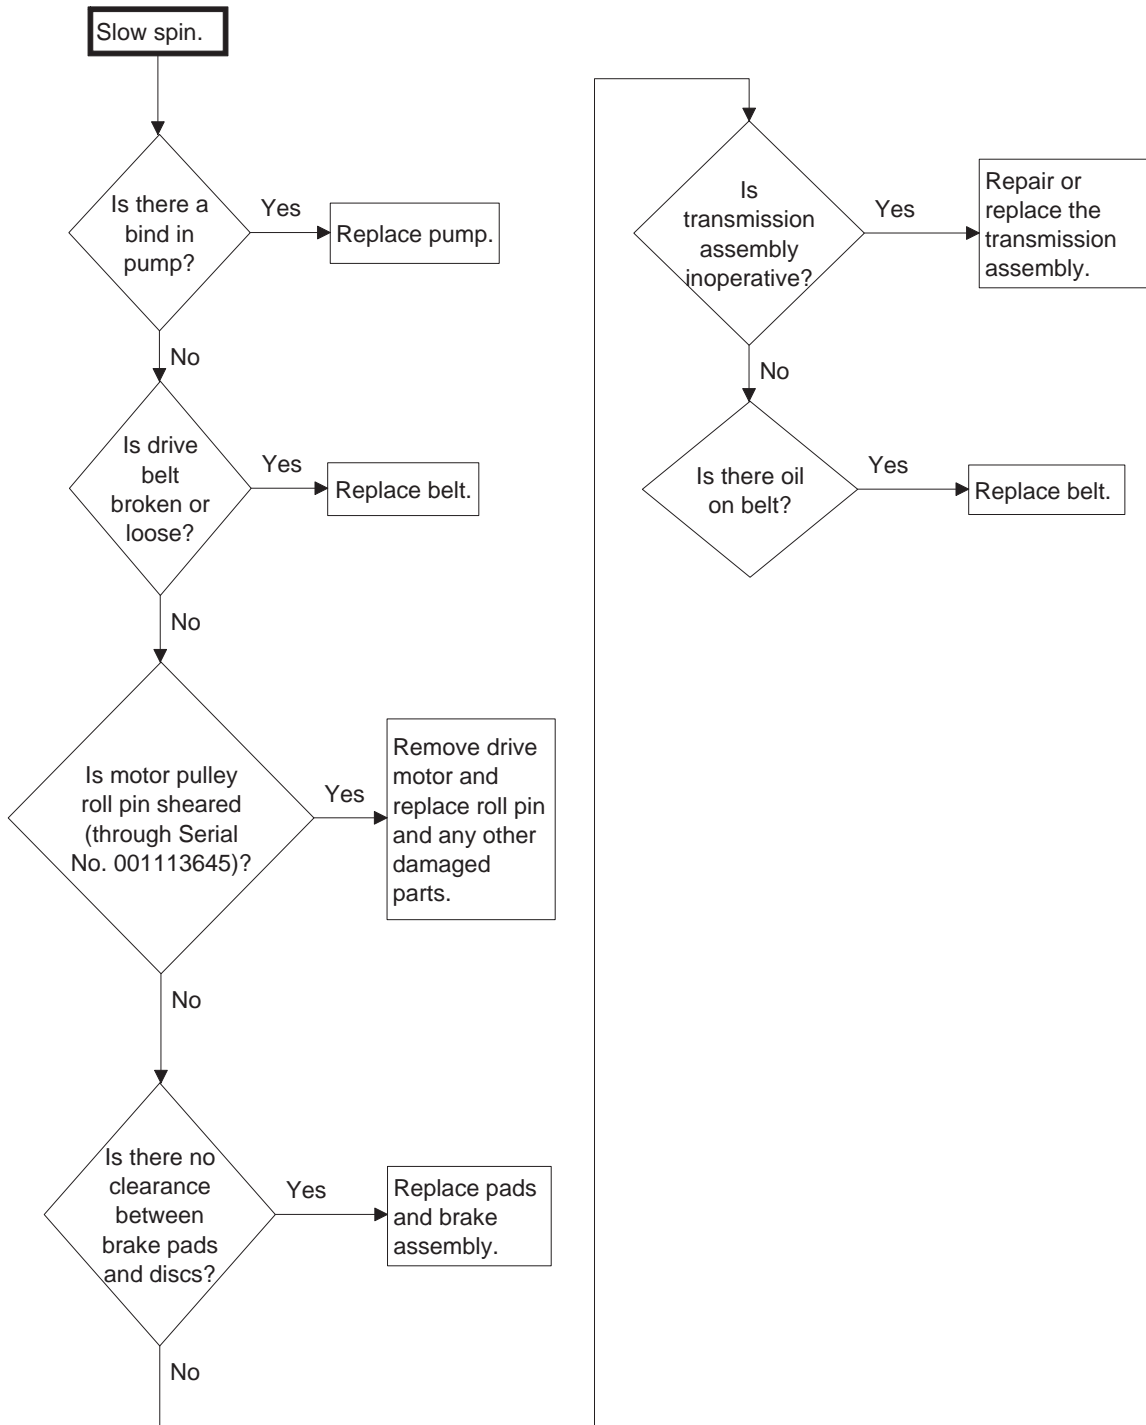 Slow spin.
Is there a
bind in
pump?
Yes
Replace pump.
No
Is drive
belt
broken or
loose?
Yes
Replace belt.
No
Is motor pulley
roll pin sheared
(through Serial
No. 001113645)?
Yes
Remove drive
motor and
replace roll pin
and any other
damaged
parts.
No
Is there no
clearance
between
brake pads
and discs?
Yes
Replace pads
and brake
assembly.
No
Is
transmission
assembly
inoperative?
Yes
Repair or
replace the
transmission
assembly.
No
Is there oil
on belt?
Yes
Replace belt.